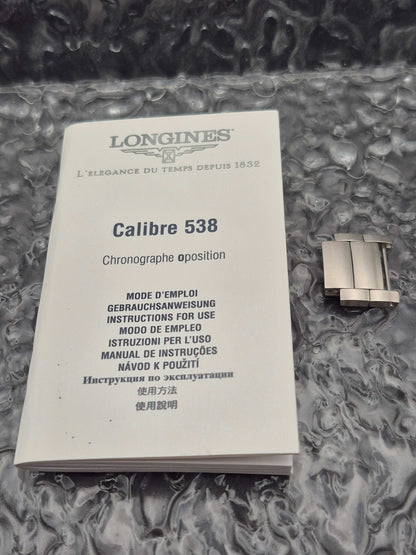 LONGINES
L'ELEGANCE DU TEMPS DEPUIS 1832
Calibre 538
Chronographe oposition
MODE D'EMPLOI
GEBRAUCHSANWEISUNG
INSTRUCTIONS FOR USE
MODO DE EMPLEO
ISTRUZIONI PER L'USO
MANUAL DE INSTRUÇÕES
NÁVOD K POUŽITÍ
Инструкция по эксплуатации
使用方法
使用說明